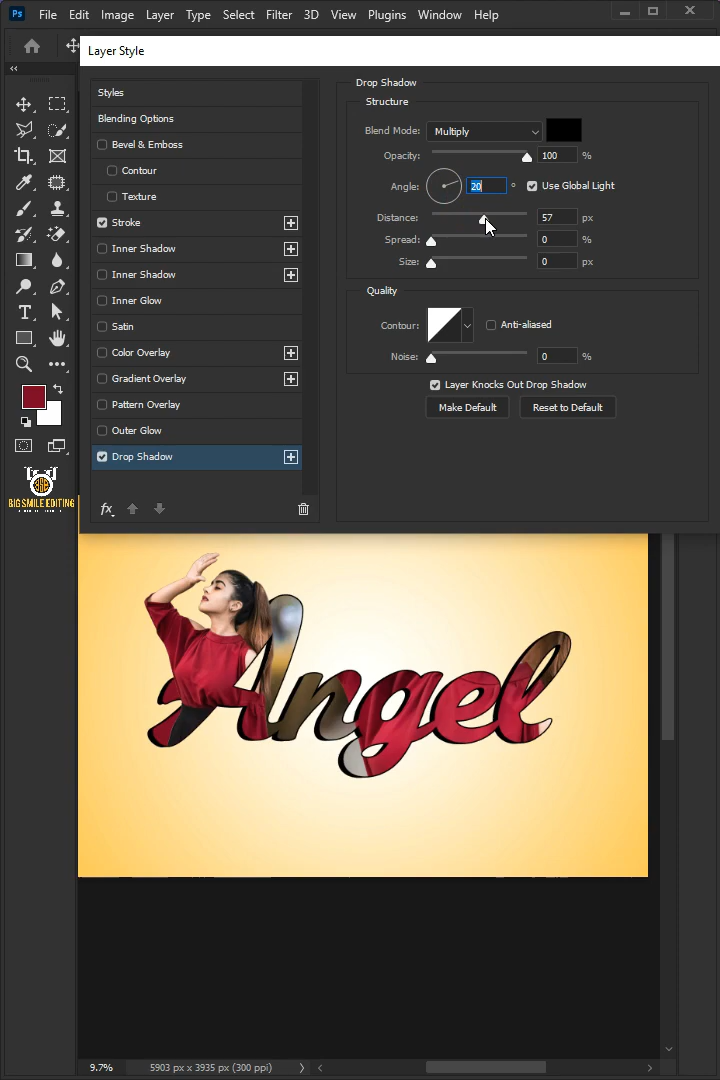 Ps File Edit Image Layer Type Select Filter 3D View Plugins Window Help
Layer Style
Styles
Blending Options
Bevel & Emboss
Contour
Texture
Stroke
Inner Shadow
Inner Shadow
Inner Glow
Satin
Color Overlay
Gradient Overlay
Pattern Overlay
Outer Glow
Drop Shadow
fx
Drop Shadow
Structure
Blend Mode: Multiply
Opacity: 100 %
Angle: 20 ° Use Global Light
Distance: 57 px
Spread: 0 %
Size: 0 px
Quality
Contour: Anti-aliased
Noise: 0 %
Layer Knocks Out Drop Shadow
Make Default Reset to Default
BSE
BIG SMILE EDITING
Angel
9.7% 5903 px x 3935 px (300 ppi)